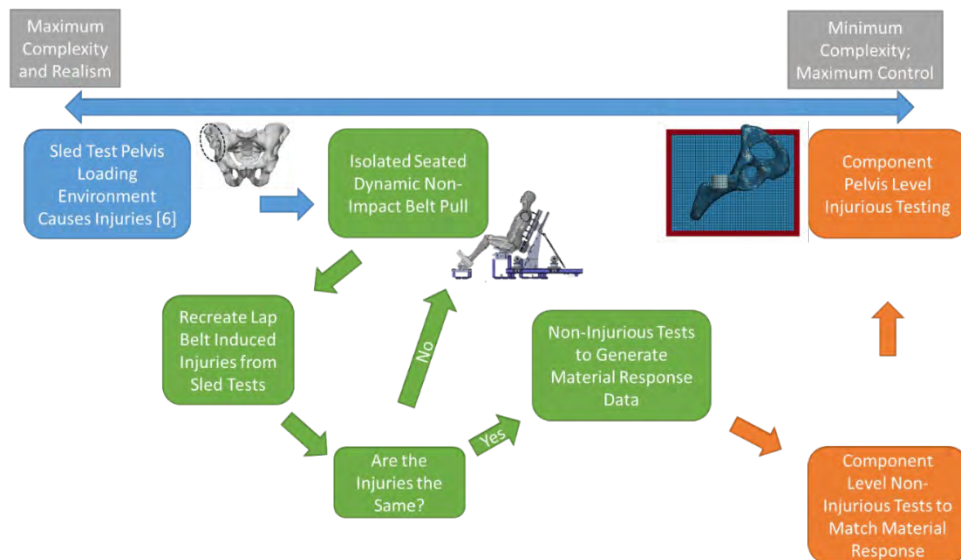 Maximum
Complexity
and Realism
Minimum
Complexity;
Maximum Control
Sled Test Pelvis
Loading
Environment
Causes Injuries [6]
Isolated Seated
Dynamic Non-
Impact Belt Pull
Component
Pelvis Level
Injurious Testing
Recreate Lap
Belt Induced
Injuries from
Sled Tests
No
Non-Injurious Tests
to Generate
Material Response
Data
Yes
Are the
Injuries the
Same?
Component
Level Non-
Injurious Tests to
Match Material
Response